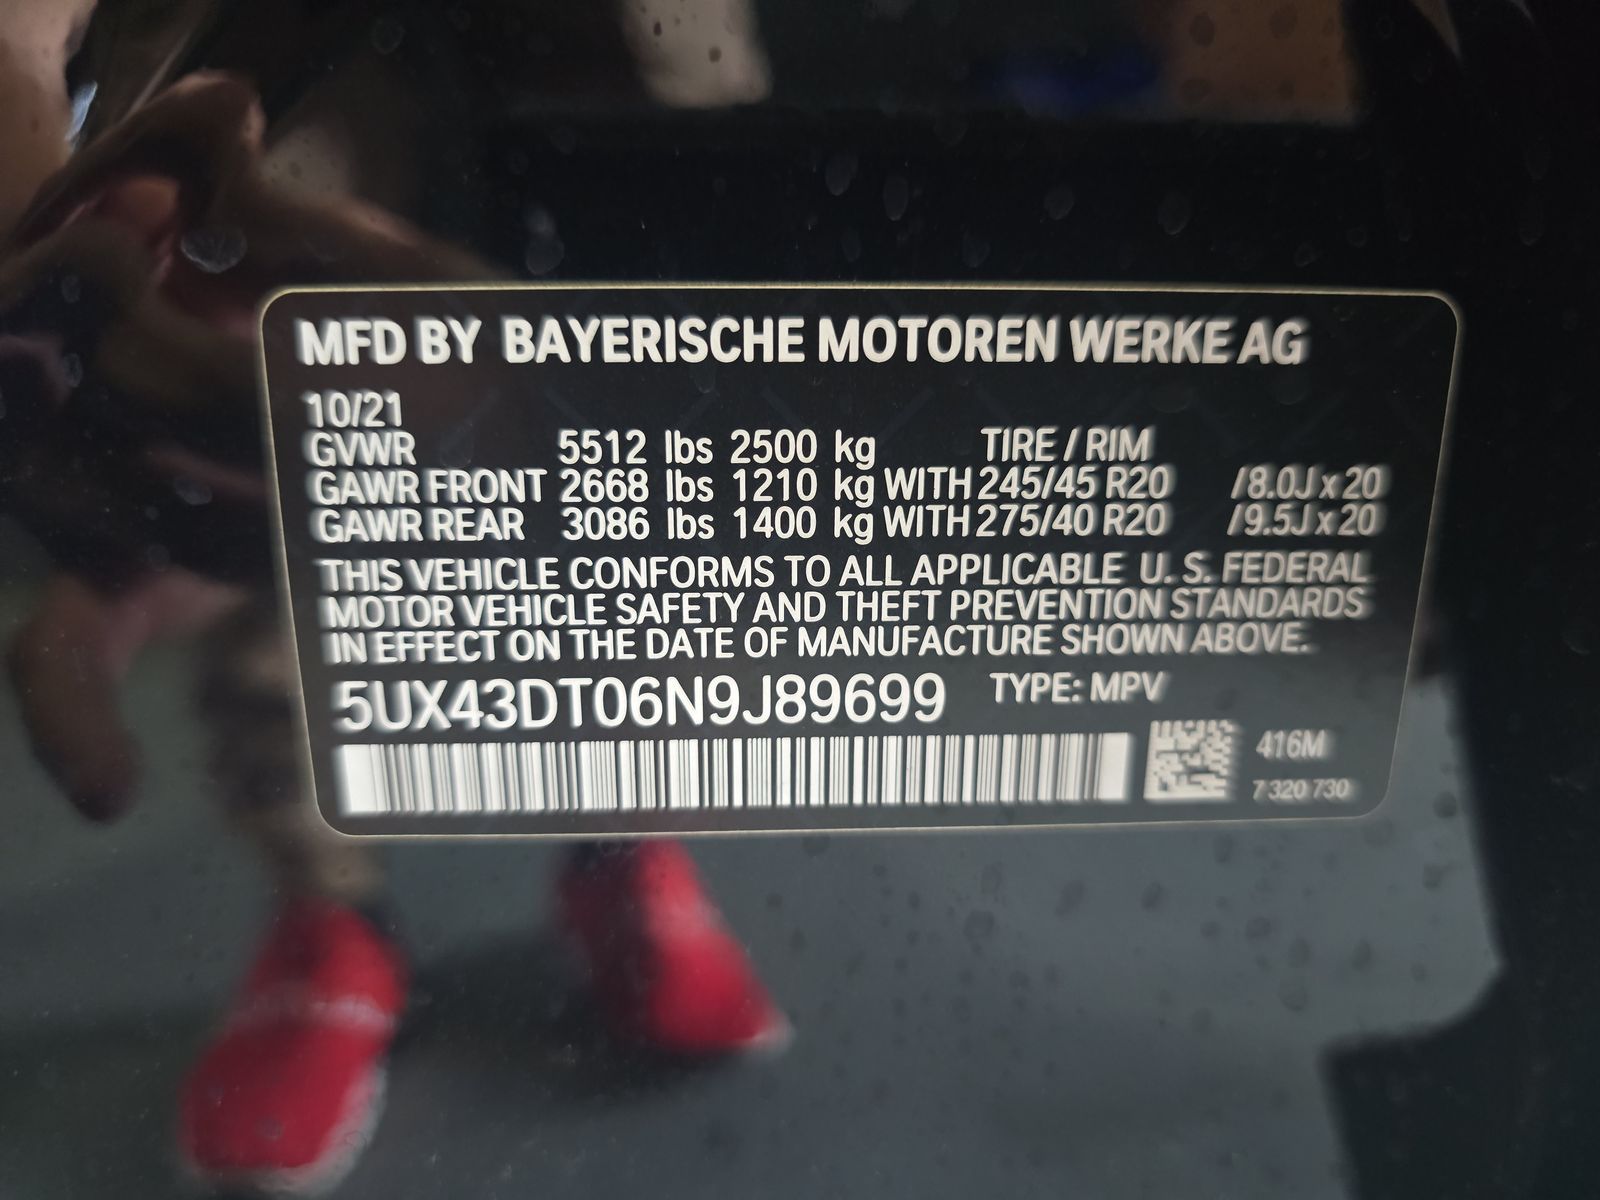 MFD BY BAYERISCHE MOTOREN WERKE AG
10/21
GVWR 5512 lbs 2500 kg TIRE / RIM
GAWR FRONT 2668 lbs 1210 kg WITH 245/45 R20 /8.0J x 20
GAWR REAR 3086 lbs 1400 kg WITH 275/40 R20 /9.5J x 20
THIS VEHICLE CONFORMS TO ALL APPLICABLE U. S. FEDERAL
MOTOR VEHICLE SAFETY AND THEFT PREVENTION STANDARDS
IN EFFECT ON THE DATE OF MANUFACTURE SHOWN ABOVE.
5UX43DT06N9J89699 TYPE: MPV
416M
7 320 730